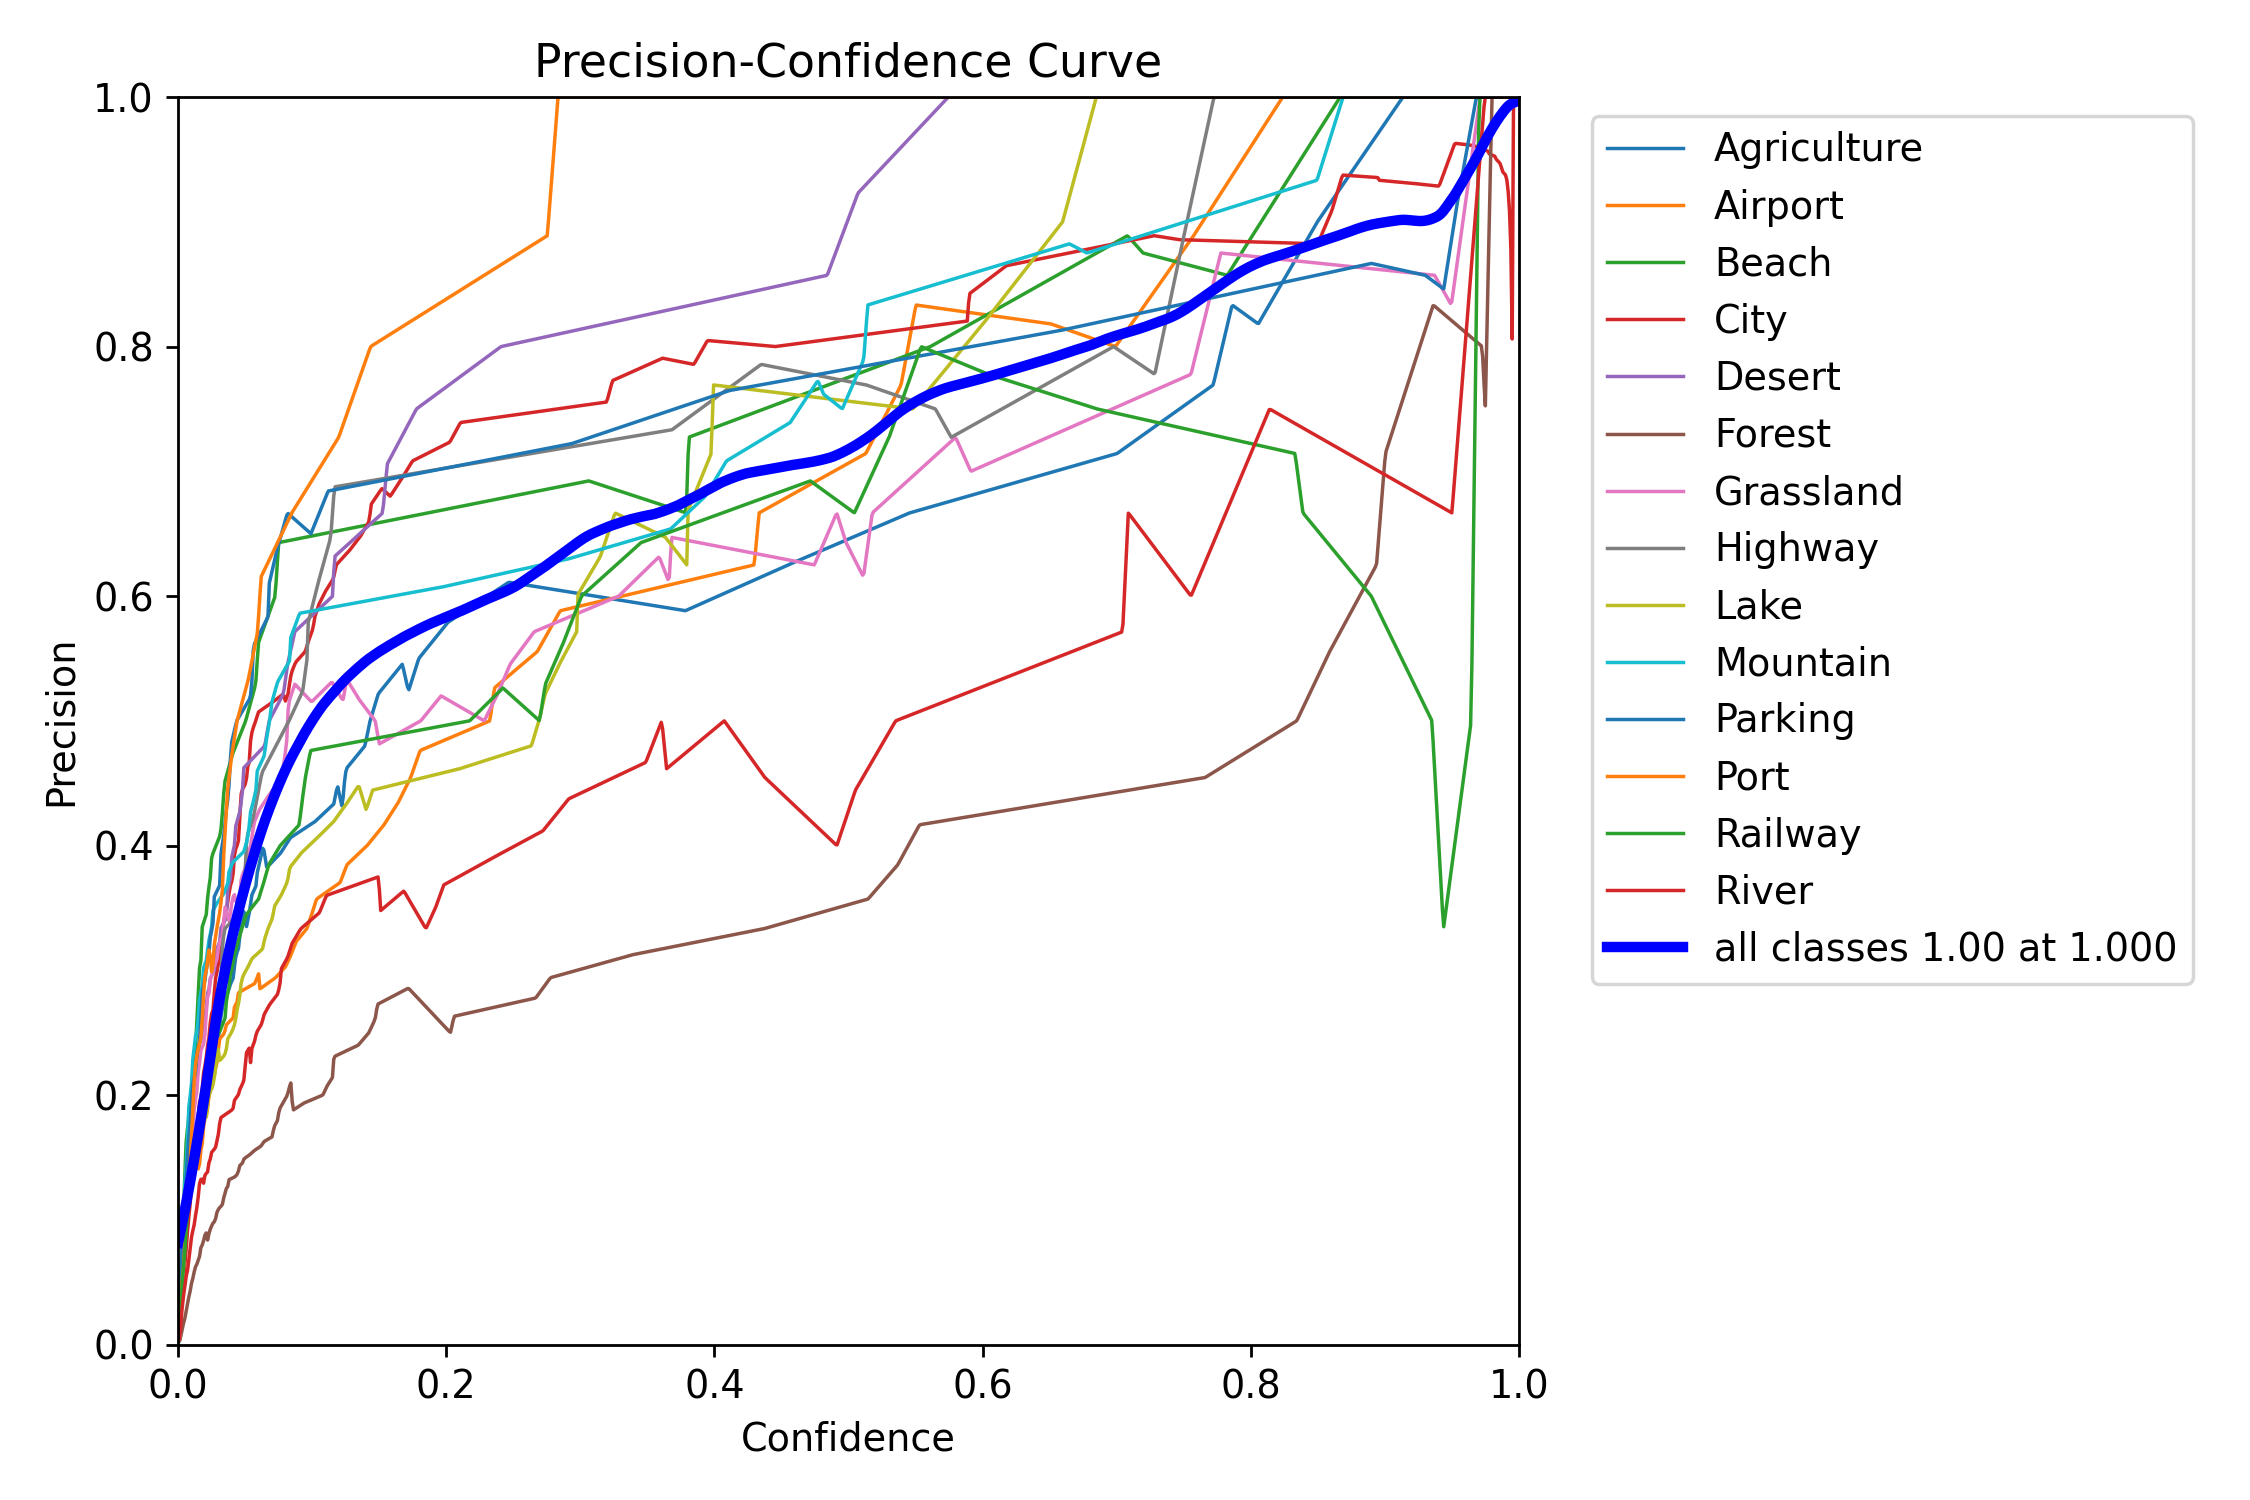 Precision-Confidence Curve
1.0
0.8
0.6
0.4
0.2
0.0
Precision
0.0 0.2 0.4 0.6 0.8 1.0
Confidence
Agriculture
Airport
Beach
City
Desert
Forest
Grassland
Highway
Lake
Mountain
Parking
Port
Railway
River
all classes 1.00 at 1.000